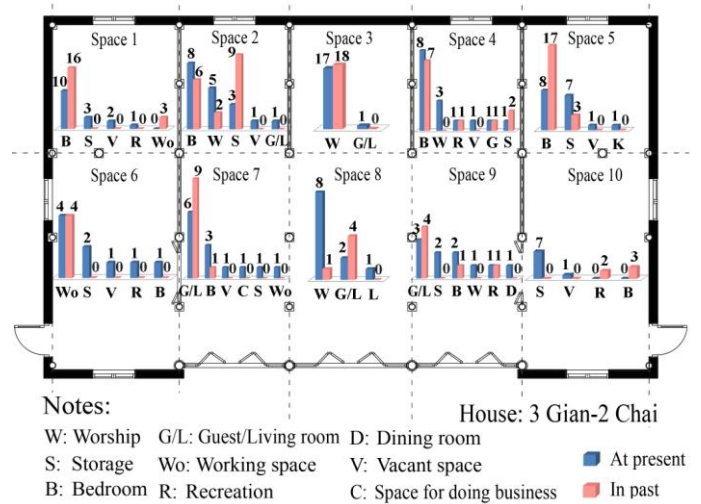 Space 1 Space 2 Space 3 Space 4 Space 5
10 16 3 0 2 0 1 0 0 3
B S V R Wo
8 6 5 2 3 9 1 0 1 0
B W S V G/L
17 18 1 0
W G/L
8 7 3 0 1 1 1 0 1 1 1 2
B W R V G S
8 17 7 3 1 0 1 0
B S V K
Space 6 Space 7 Space 8 Space 9 Space 10
4 4 2 0 1 0 1 0 1 0
Wo S V R B
6 9 3 1 1 0 1 0 1 0 1 0
G/L B V C S Wo
8 1 2 4 1 0
W G/L L
3 4 2 0 2 1 1 0 1 1 1 0
G/L S B W R D
7 0 1 0 0 2 0 3
S V R B
Notes:
House: 3 Gian-2 Chai
W: Worship G/L: Guest/Living room D: Dining room
S: Storage Wo: Working space V: Vacant space
B: Bedroom R: Recreation C: Space for doing business
At present
In past